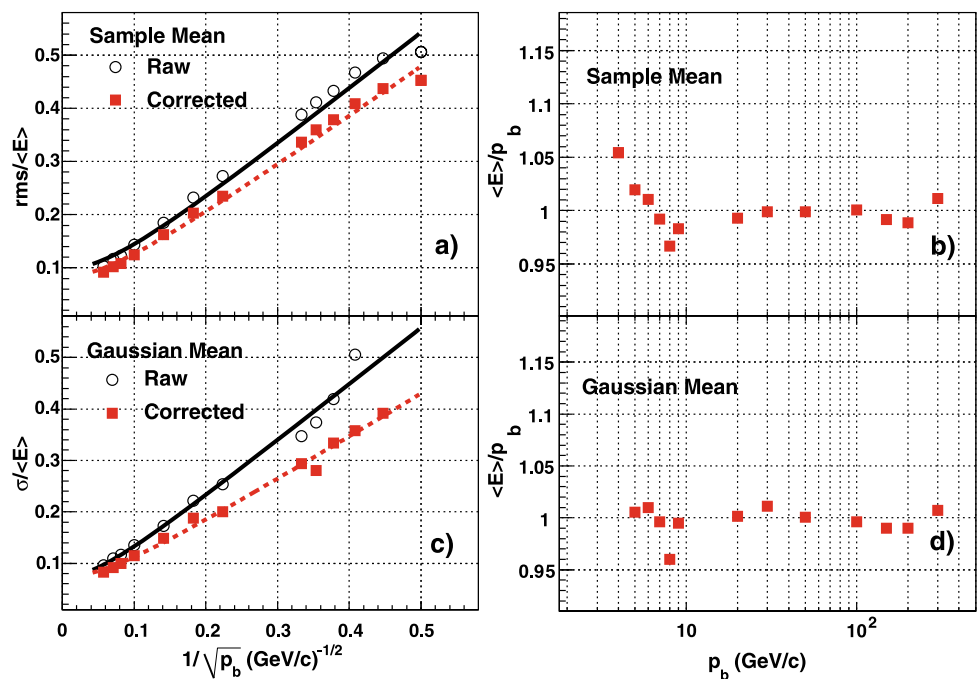 Sample Mean
Raw
Corrected
0.5
0.4
0.3
0.2
0.1
rms/<E>
a)
Gaussian Mean
Raw
Corrected
0.5
0.4
0.3
0.2
0.1
σ/<E>
c)
0 0.1 0.2 0.3 0.4 0.5
1/√p_b (GeV/c)^-1/2
1.15
1.1
1.05
1
0.95
<E>/p_b
Sample Mean
b)
1.15
1.1
1.05
1
0.95
<E>/p_b
Gaussian Mean
d)
10 10^2
p_b (GeV/c)